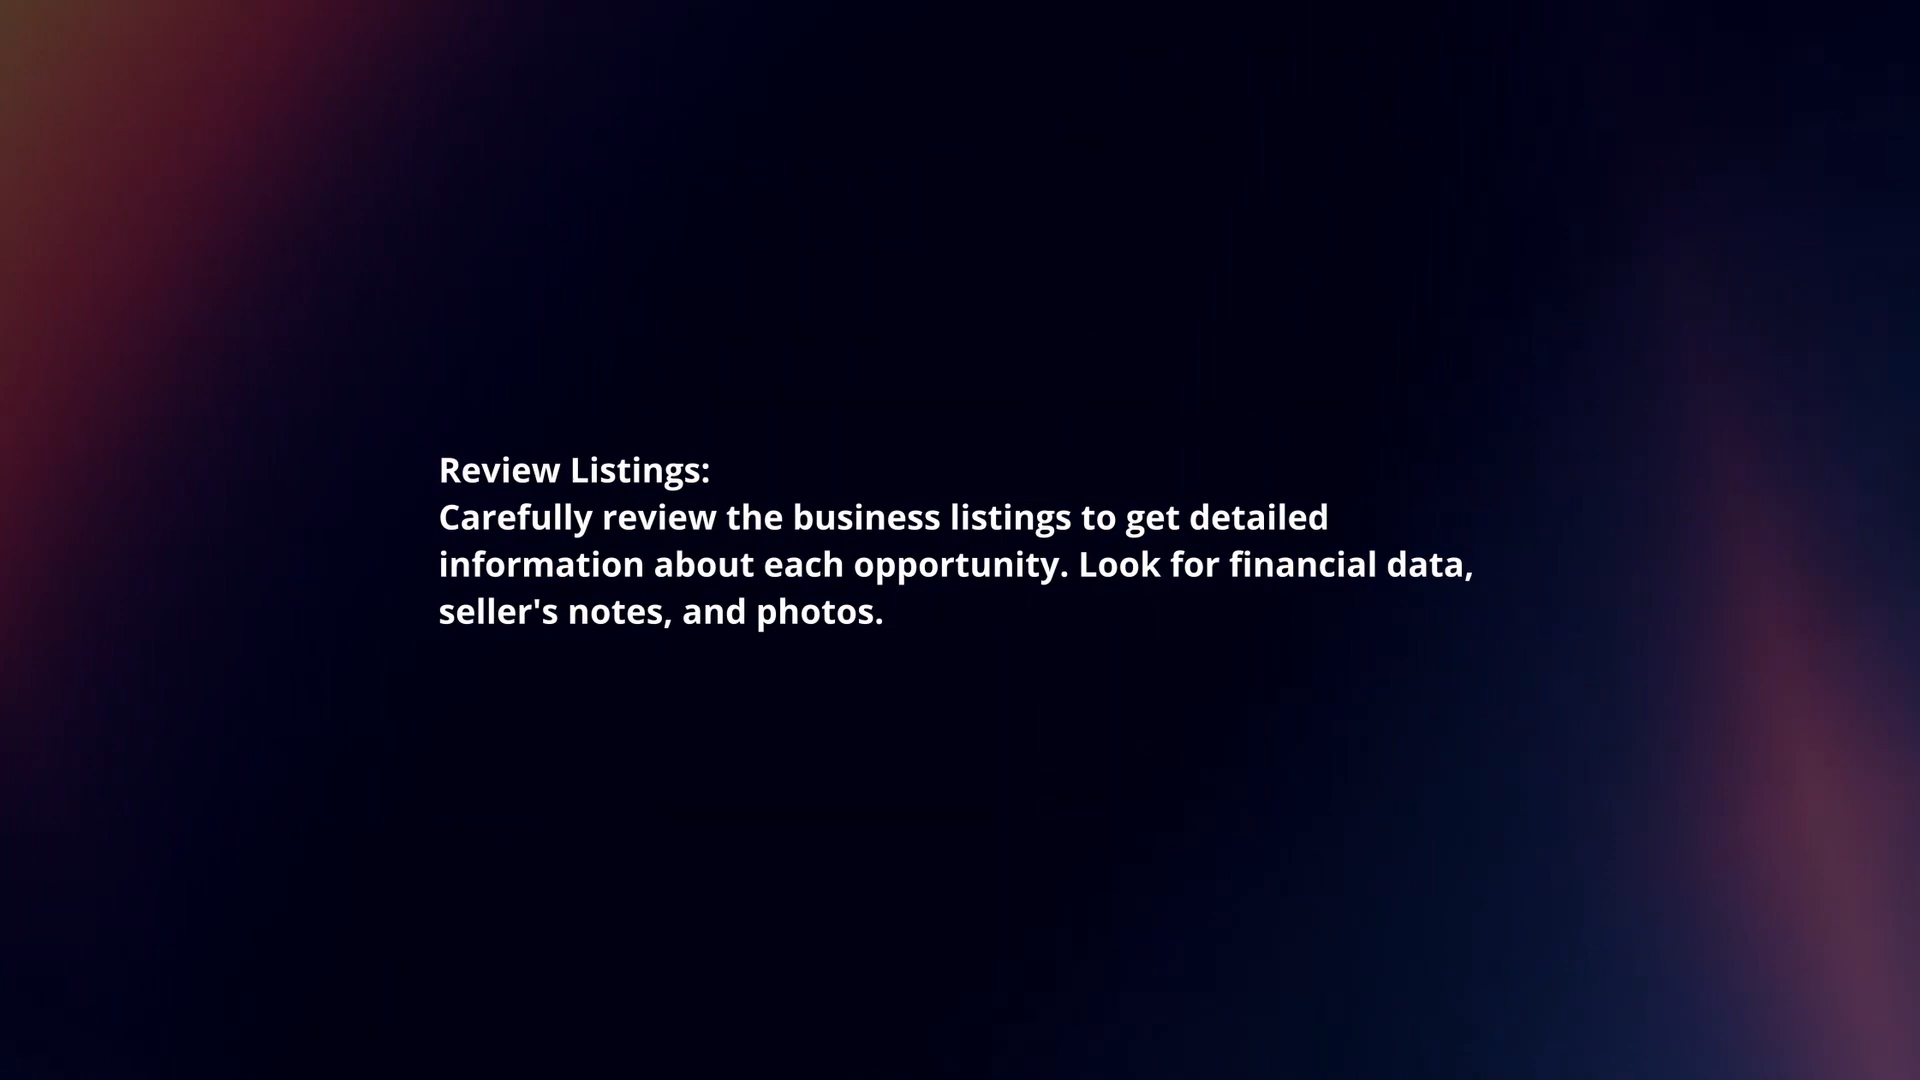 Review Listings:
Carefully review the business listings to get detailed
information about each opportunity. Look for financial data,
seller's notes, and photos.